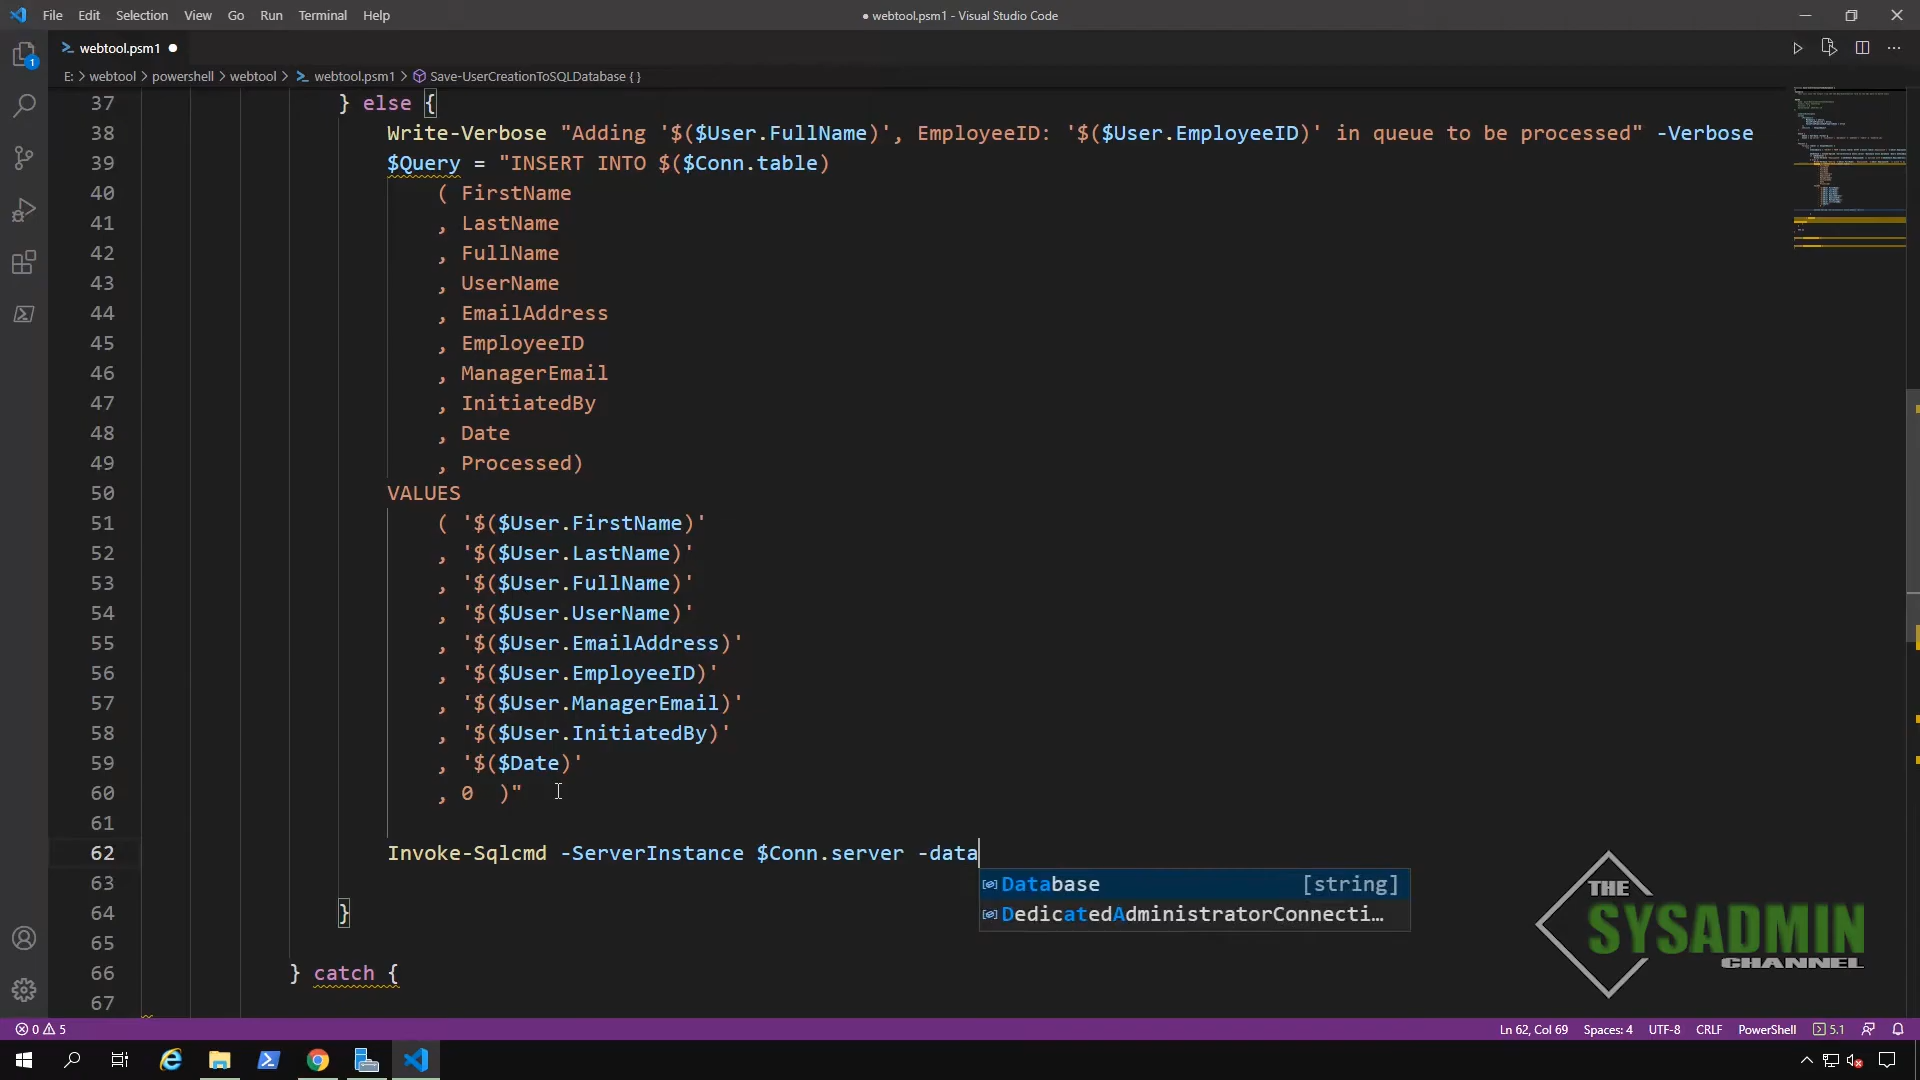 File Edit Selection View Go Run Terminal Help
● webtool.psm1 - Visual Studio Code
webtool.psm1 ●
E: > webtool > powershell > webtool > webtool.psm1 > Save-UserCreationToSQLDatabase { }
37 } else {
38 Write-Verbose "Adding '$($User.FullName)', EmployeeID: '$($User.EmployeeID)' in queue to be processed" -Verbose
39 $Query = "INSERT INTO $($Conn.table)
40 ( FirstName
41 , LastName
42 , FullName
43 , UserName
44 , EmailAddress
45 , EmployeeID
46 , ManagerEmail
47 , InitiatedBy
48 , Date
49 , Processed)
50 VALUES
51 ( '$($User.FirstName)'
52 , '$($User.LastName)'
53 , '$($User.FullName)'
54 , '$($User.UserName)'
55 , '$($User.EmailAddress)'
56 , '$($User.EmployeeID)'
57 , '$($User.ManagerEmail)'
58 , '$($User.InitiatedBy)'
59 , '$($Date)'
60 , 0 )"
61
62 Invoke-Sqlcmd -ServerInstance $Conn.server -data
Database [string]
DedicatedAdministratorConnecti…
63
64 }
65
66 } catch {
67
THE
SYSADMIN
CHANNEL
1
0 5
Ln 62, Col 69 Spaces: 4 UTF-8 CRLF PowerShell 5.1